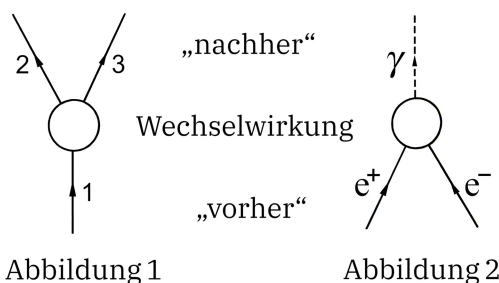 2
3
„nachher“
γ
Wechselwirkung
1
„vorher“
e⁺
e⁻
Abbildung 1
Abbildung 2